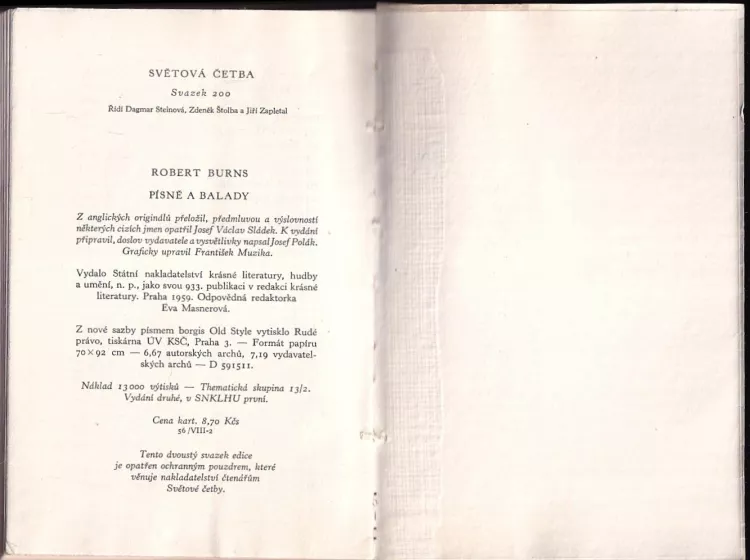 SVĚTOVÁ ČETBA
Svazek 200
Řídí Dagmar Steinová, Zdeněk Štolba a Jiří Zapletal
ROBERT BURNS
PÍSNĚ A BALADY
Z anglických originálů přeložil, předmluvou a výslovností
některých cizích jmen opatřil Josef Václav Sládek. K vydání
připravil, doslov vydavatele a vysvětlivky napsal Josef Polák.
Graficky upravil František Muzika.
Vydalo Státní nakladatelství krásné literatury, hudby
a umění, n. p., jako svou 933. publikaci v redakci krásné
literatury. Praha 1959. Odpovědná redaktorka
Eva Masnerová.
Z nové sazby písmem borgis Old Style vytisklo Rudé
právo, tiskárna ÚV KSČ, Praha 3. — Formát papíru
70×92 cm — 6,67 autorských archů, 7,19 vydavatel-
ských archů — D 591511.
Náklad 13000 výtisků — Thematická skupina 13/2.
Vydání druhé, v SNKLHU první.
Cena kart. 8,70 Kčs
56/VIII-2
Tento dvoustý svazek edice
je opatřen ochranným pouzdrem, které
věnuje nakladatelství čtenářům
Světové četby.